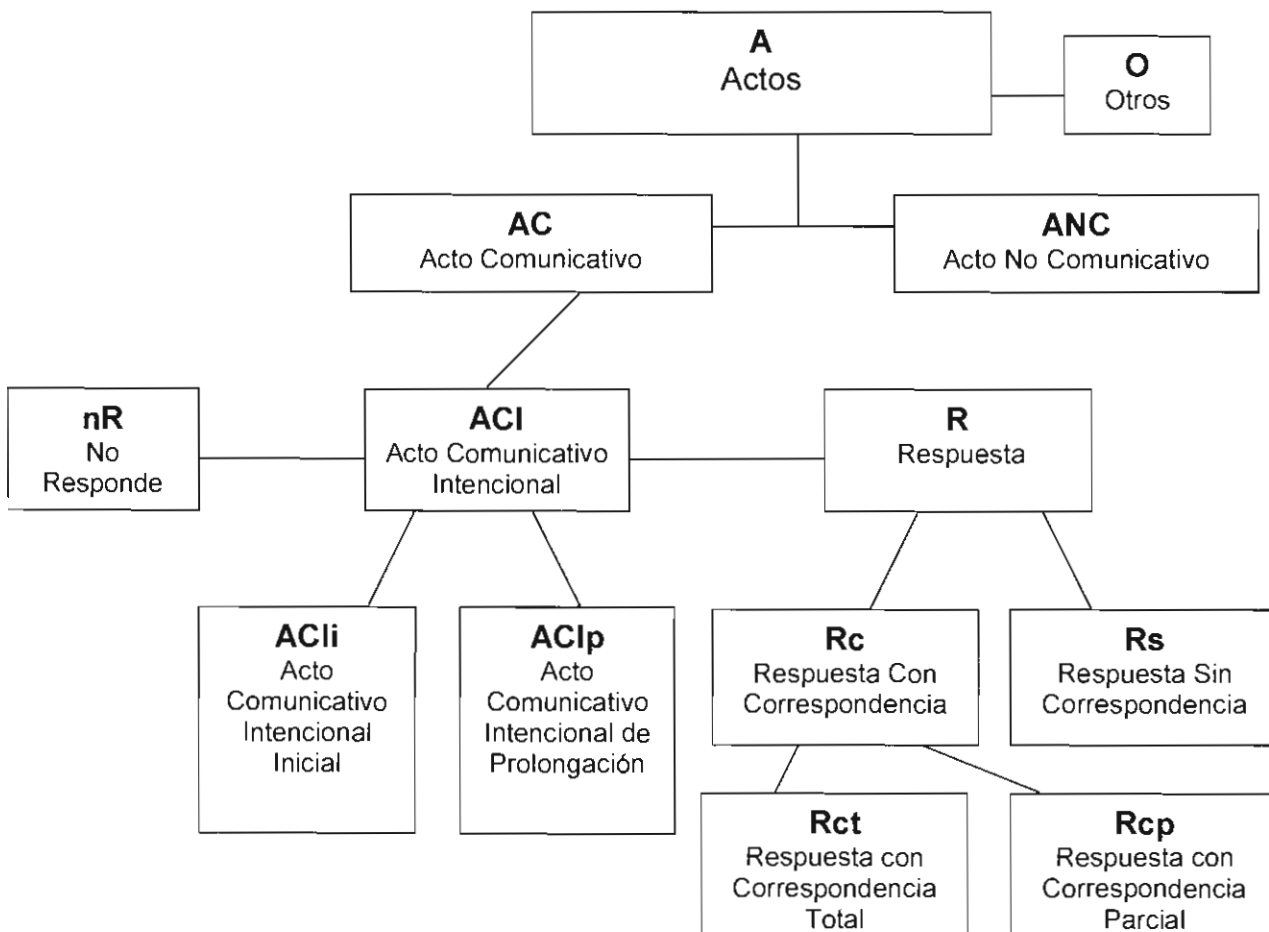 A
Actos
O
Otros
AC
Acto Comunicativo
ANC
Acto No Comunicativo
nR
No
Responde
ACI
Acto Comunicativo
Intencional
R
Respuesta
ACIi
Acto
Comunicativo
Intencional
Inicial
ACIp
Acto
Comunicativo
Intencional de
Prolongación
Rc
Respuesta Con
Correspondencia
Rs
Respuesta Sin
Correspondencia
Rct
Respuesta con
Correspondencia
Total
Rcp
Respuesta con
Correspondencia
Parcial